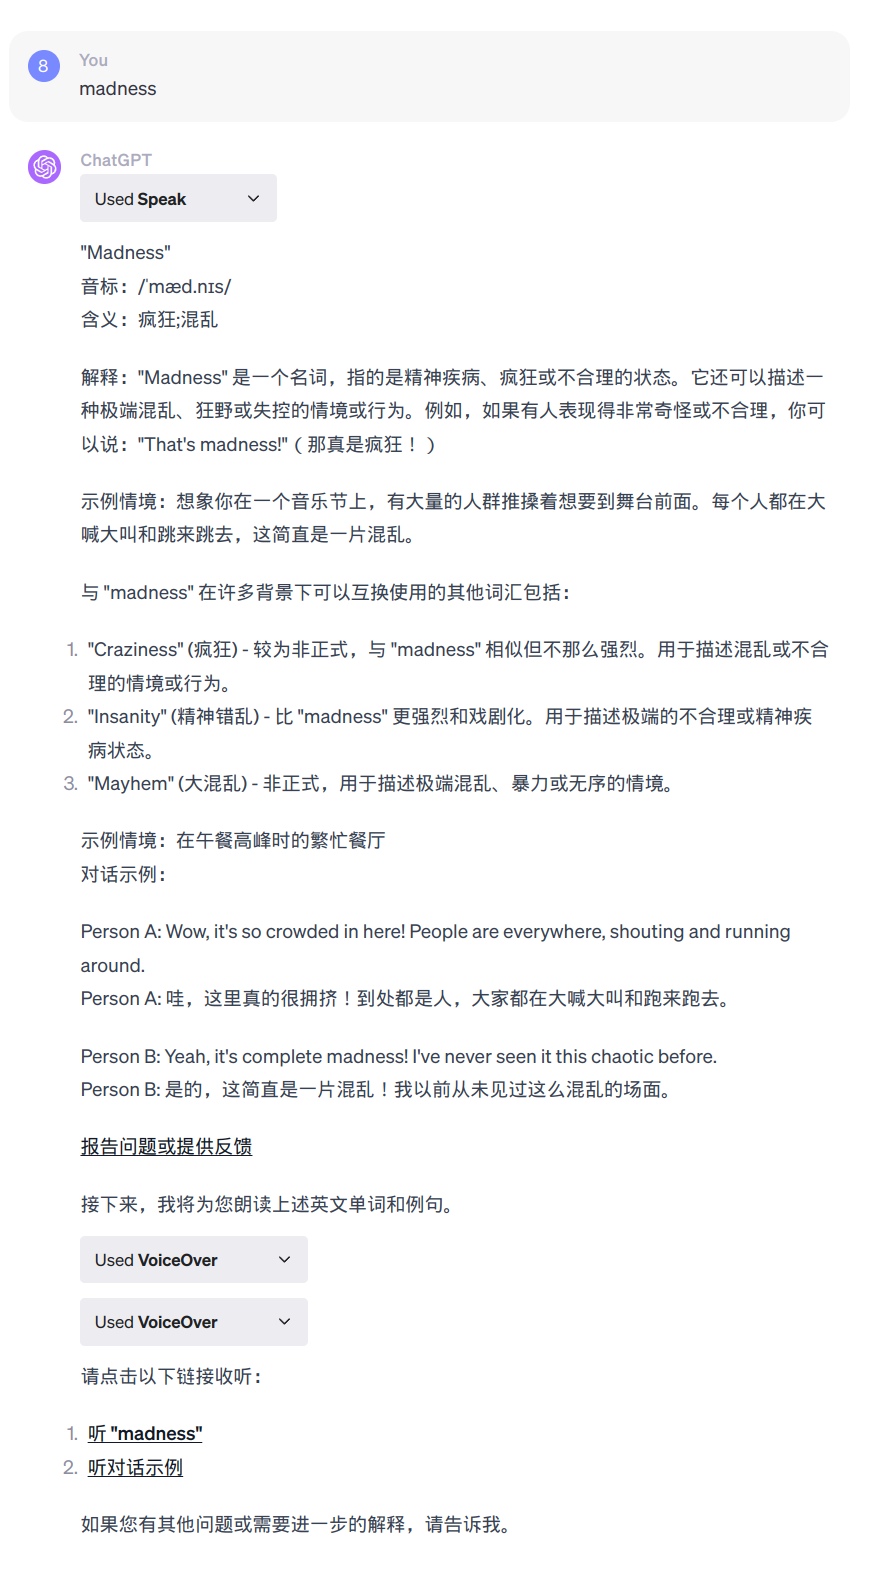 8
You
madness
ChatGPT
Used Speak
"Madness"
音标：/ˈmæd.nɪs/
含义：疯狂;混乱
解释："Madness" 是一个名词，指的是精神疾病、疯狂或不合理的状态。它还可以描述一
种极端混乱、狂野或失控的情境或行为。例如，如果有人表现得非常奇怪或不合理，你可
以说："That's madness!"（那真是疯狂！）
示例情境：想象你在一个音乐节上，有大量的人群推搡着想要到舞台前面。每个人都在大
喊大叫和跳来跳去，这简直是一片混乱。
与 "madness" 在许多背景下可以互换使用的其他词汇包括：
1. "Craziness" (疯狂) - 较为非正式，与 "madness" 相似但不那么强烈。用于描述混乱或不合
理的情境或行为。
2. "Insanity" (精神错乱) - 比 "madness" 更强烈和戏剧化。用于描述极端的不合理或精神疾
病状态。
3. "Mayhem" (大混乱) - 非正式，用于描述极端混乱、暴力或无序的情境。
示例情境：在午餐高峰时的繁忙餐厅
对话示例：
Person A: Wow, it's so crowded in here! People are everywhere, shouting and running
around.
Person A: 哇，这里真的很拥挤！到处都是人，大家都在大喊大叫和跑来跑去。
Person B: Yeah, it's complete madness! I've never seen it this chaotic before.
Person B: 是的，这简直是一片混乱！我以前从未见过这么混乱的场面。
报告问题或提供反馈
接下来，我将为您朗读上述英文单词和例句。
Used VoiceOver
Used VoiceOver
请点击以下链接收听：
1. 听 "madness"
2. 听对话示例
如果您有其他问题或需要进一步的解释，请告诉我。